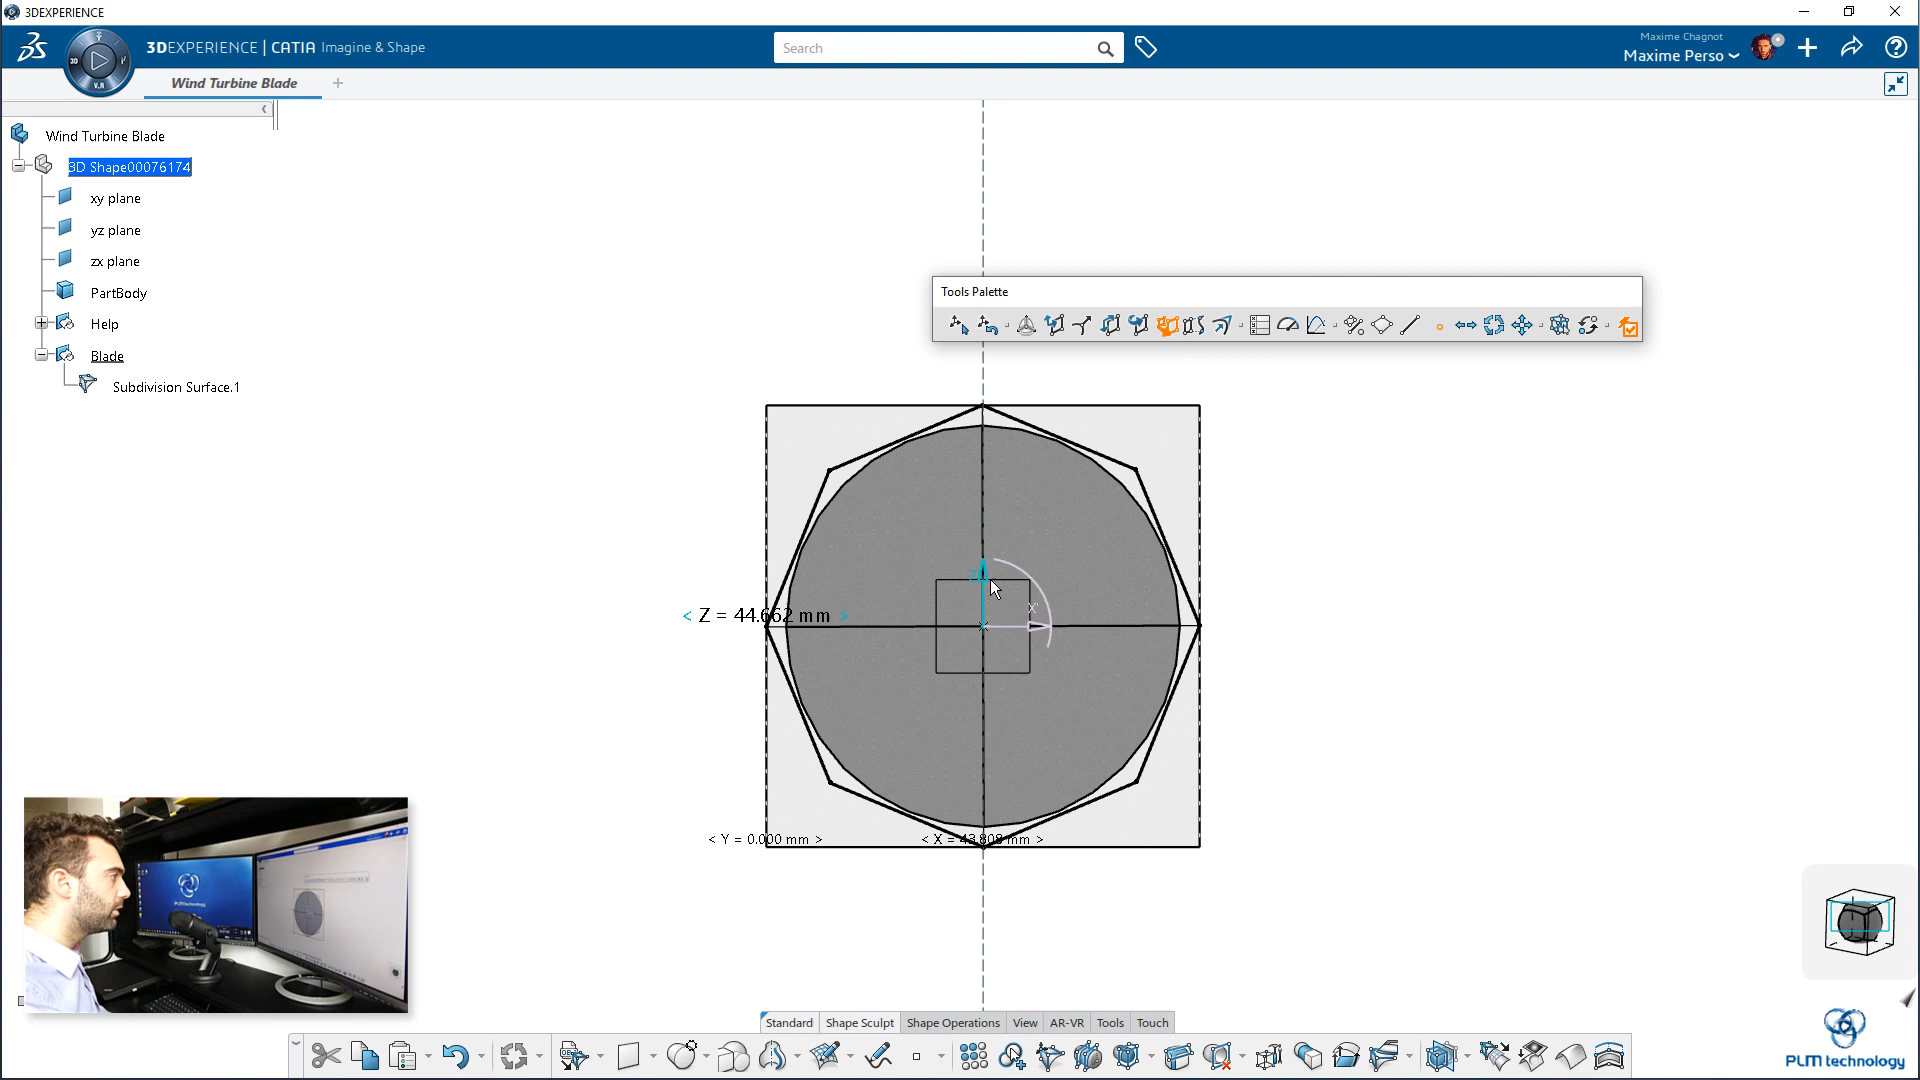 3DEXPERIENCE
3DEXPERIENCE | CATIA Imagine & Shape
Search
Maxime Chagnot
Maxime Perso
3D
V.R
Wind Turbine Blade
Wind Turbine Blade
3D Shape00076174
xy plane
yz plane
zx plane
PartBody
Help
Blade
Subdivision Surface.1
Tools Palette
X'
< Z = 44.662 mm >
< Y = 0.000 mm >
< X = 43.808 mm >
Standard
Shape Sculpt
Shape Operations
View
AR-VR
Tools
Touch
PLM technology